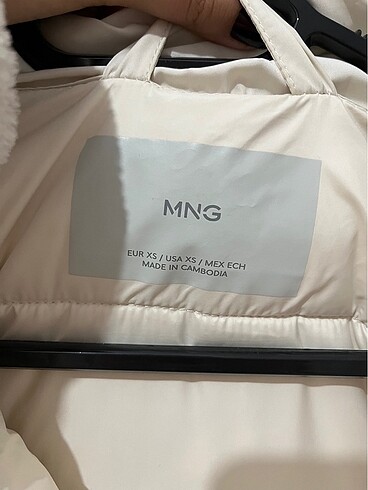 MNG
EUR XS / USA XS / MEX ECH
MADE IN CAMBODIA